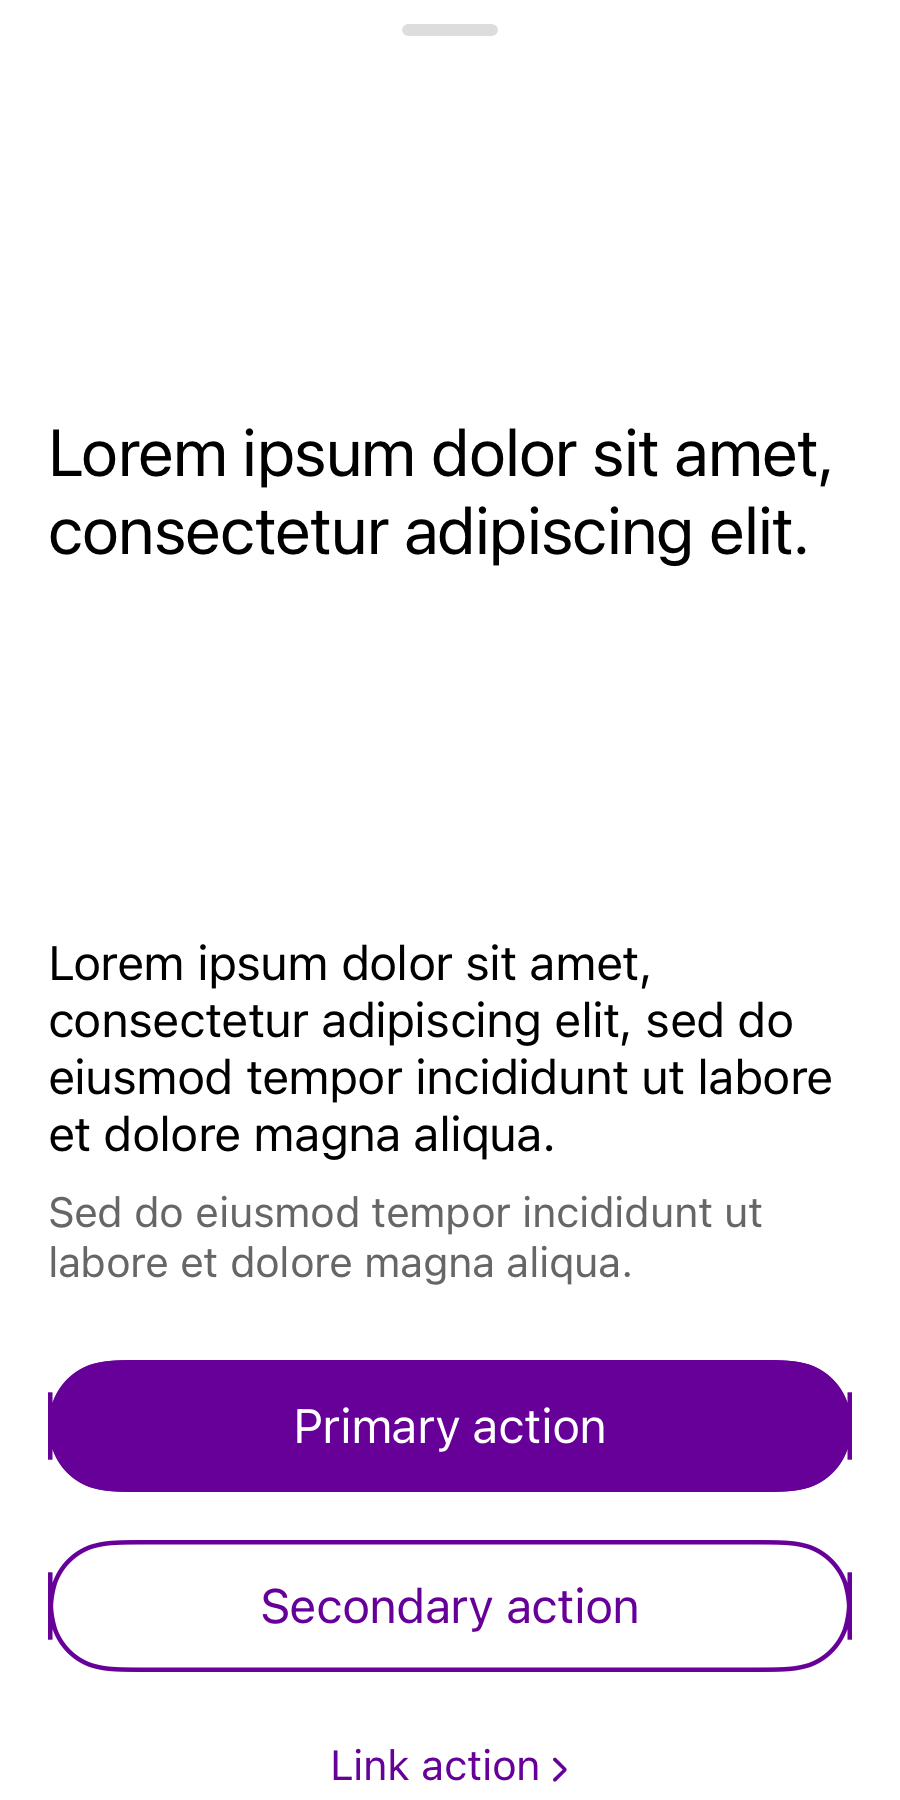 Lorem ipsum dolor sit amet,
consectetur adipiscing elit.
Lorem ipsum dolor sit amet,
consectetur adipiscing elit, sed do
eiusmod tempor incididunt ut labore
et dolore magna aliqua.
Sed do eiusmod tempor incididunt ut
labore et dolore magna aliqua.
Primary action
Secondary action
Link action